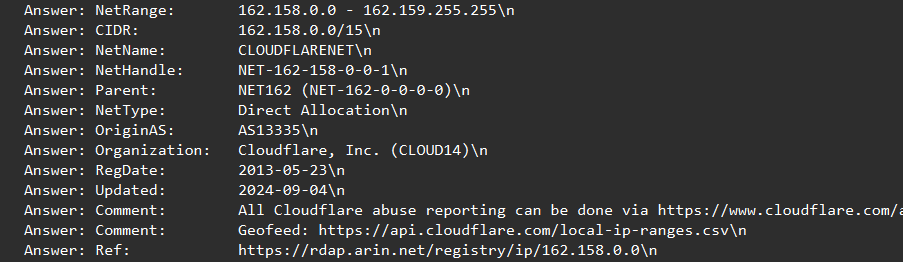 Answer: NetRange:       162.158.0.0 - 162.159.255.255\n
Answer: CIDR:           162.158.0.0/15\n
Answer: NetName:        CLOUDFLARENET\n
Answer: NetHandle:      NET-162-158-0-0-1\n
Answer: Parent:         NET162 (NET-162-0-0-0-0)\n
Answer: NetType:        Direct Allocation\n
Answer: OriginAS:       AS13335\n
Answer: Organization:   Cloudflare, Inc. (CLOUD14)\n
Answer: RegDate:        2013-05-23\n
Answer: Updated:        2024-09-04\n
Answer: Comment:        All Cloudflare abuse reporting can be done via https://www.cloudflare.com/a
Answer: Comment:        Geofeed: https://api.cloudflare.com/local-ip-ranges.csv\n
Answer: Ref:            https://rdap.arin.net/registry/ip/162.158.0.0\n